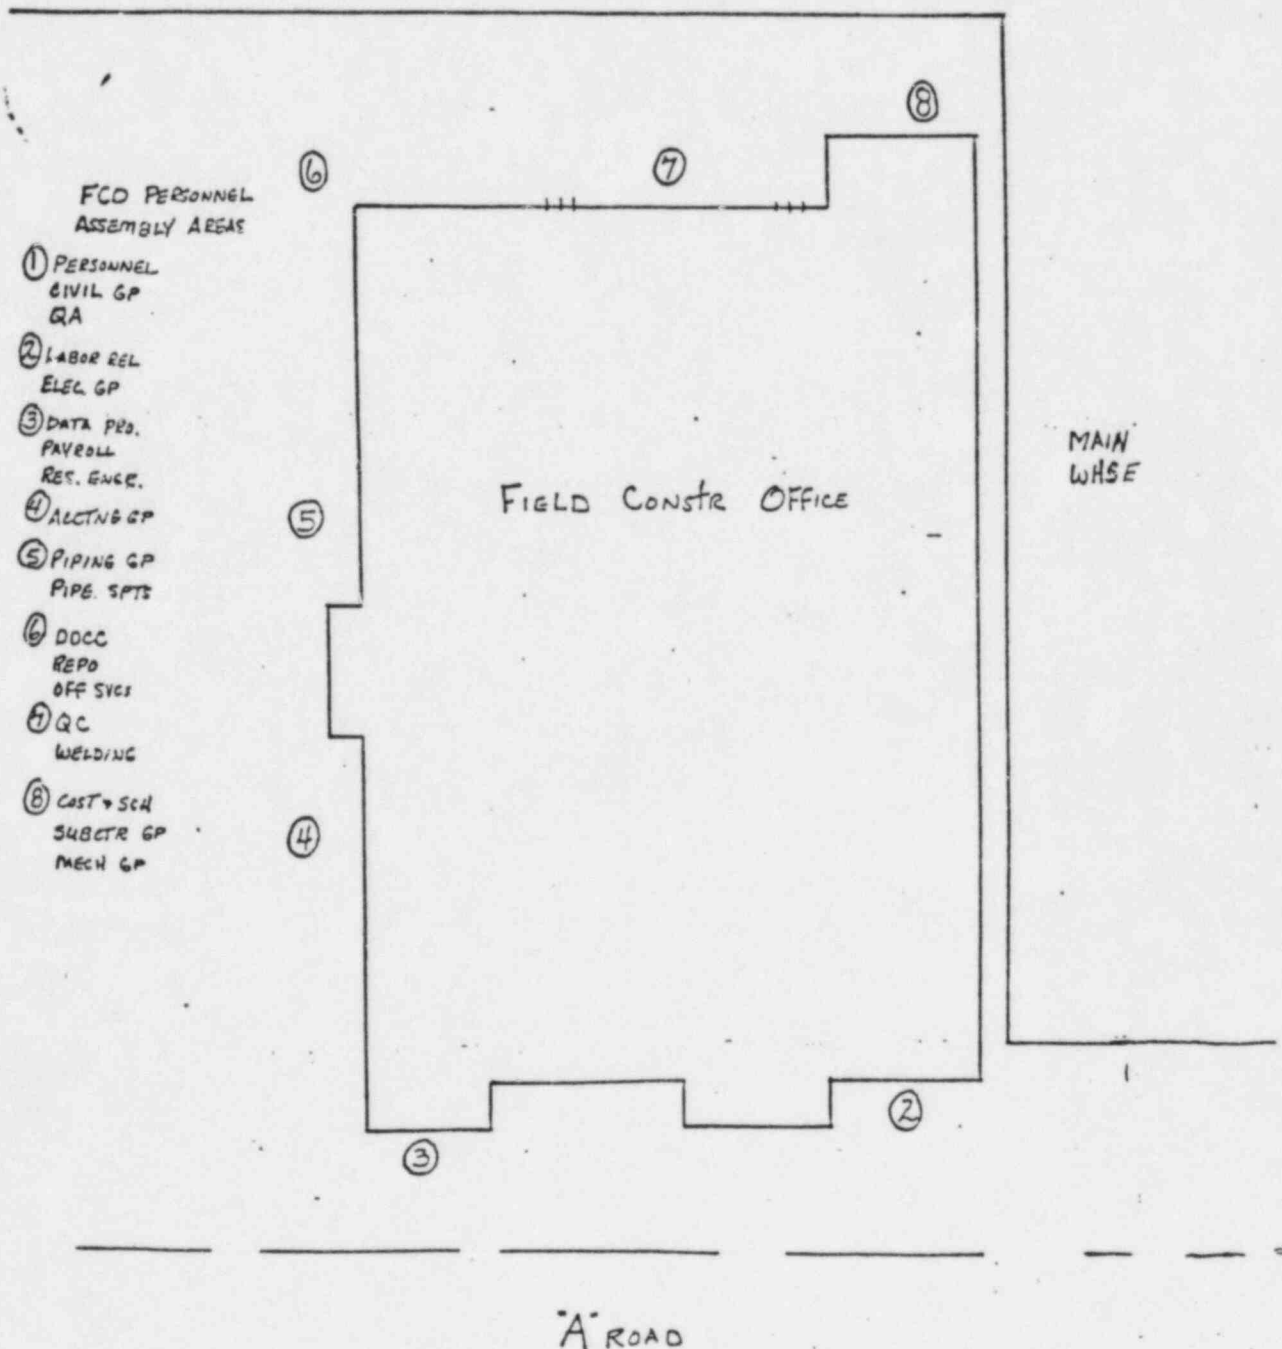 FCO PERSONNEL
ASSEMBLY AREAS
① PERSONNEL
CIVIL GP
QA
② LABOR REL
ELEC. GP
③ DATA PRO.
PAYROLL
RES. ENGR.
④ ACCTNG GP
⑤ PIPING GP
PIPE. SPTS
⑥ DOCC
REPO
OFF SVCS
⑦ QC
WELDING
⑧ COST + SCH
SUBCTR GP
MECH GP
⑧
⑥
⑦
⑤
④
③
②
FIELD CONSTR OFFICE
MAIN
WHSE
"A" ROAD